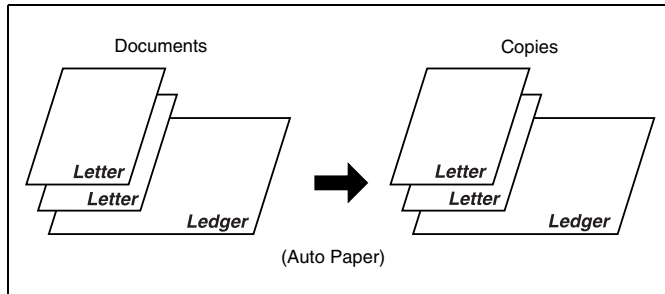 Documents
Copies
Letter
Letter
Ledger
Letter
Letter
Ledger
(Auto Paper)